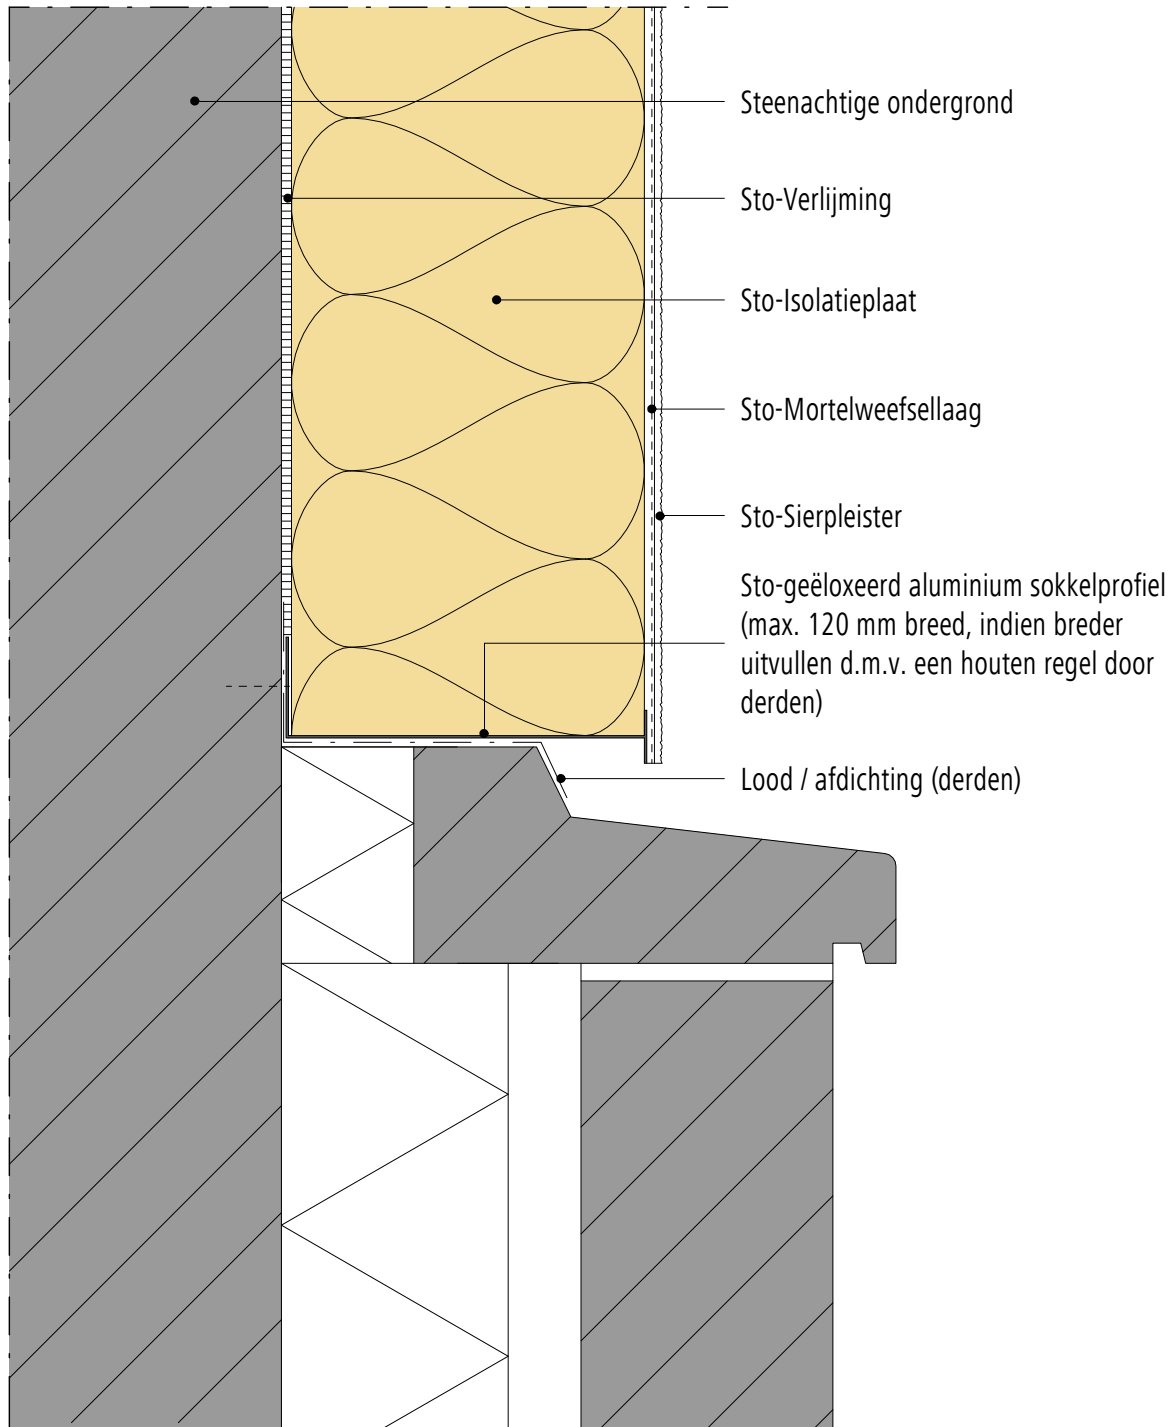 Steenachtige ondergrond
Sto-Verlijming
Sto-Isolatieplaat
Sto-Mortelweefsellaag
Sto-Sierpleister
Sto-geëloxeerd aluminium sokkelprofiel
(max. 120 mm breed, indien breder
uitvullen d.m.v. een houten regel door
derden)
Lood / afdichting (derden)